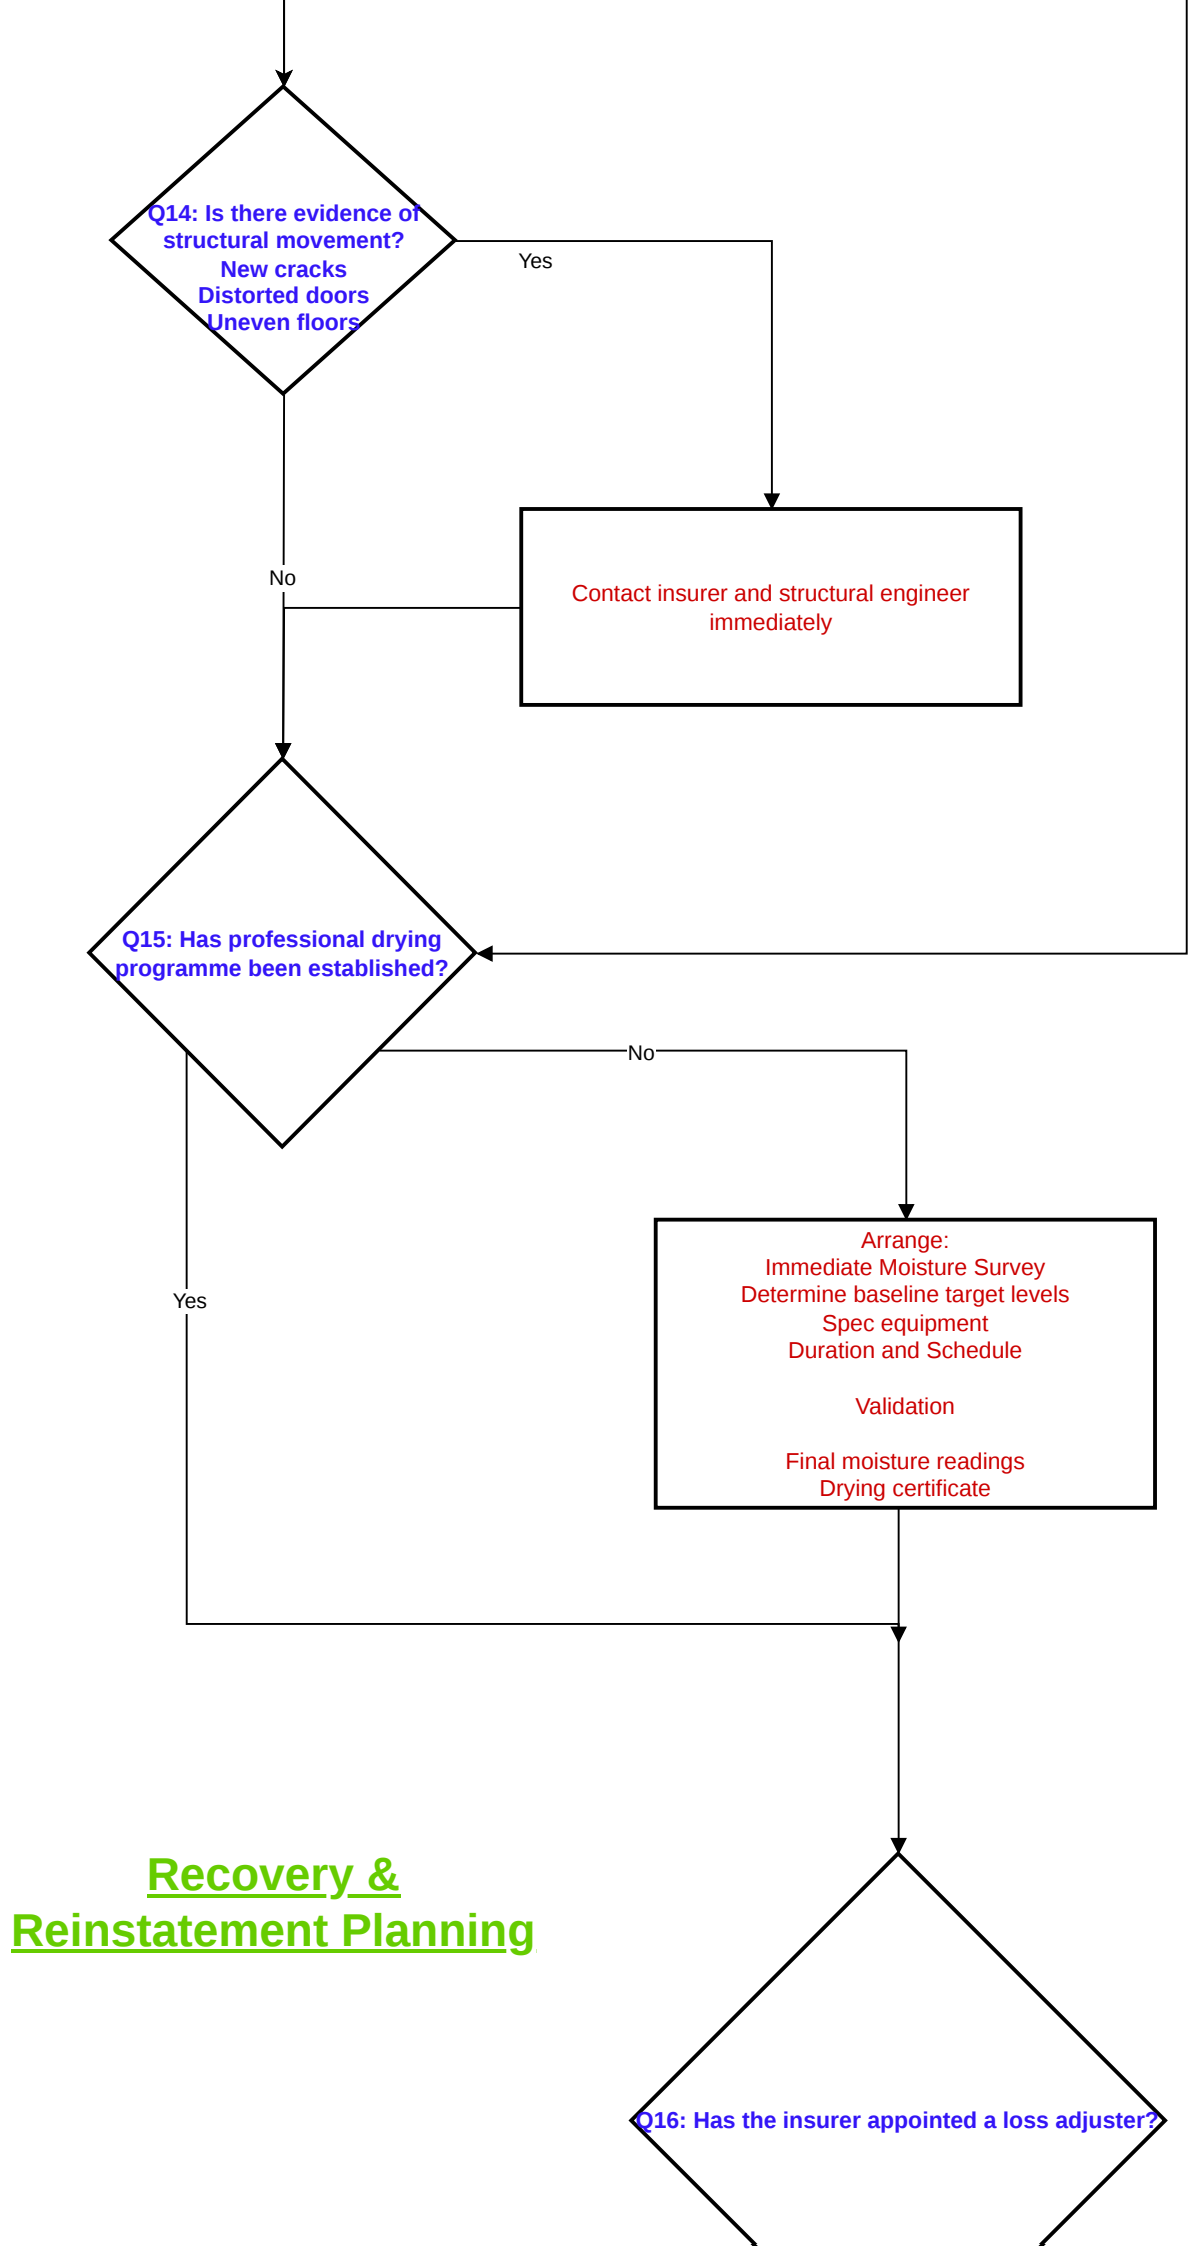 Q14: Is there evidence of
structural movement?
New cracks
Distorted doors
Uneven floors
Yes
No
Contact insurer and structural engineer
immediately
Q15: Has professional drying
programme been established?
No
Yes
Arrange:
Immediate Moisture Survey
Determine baseline target levels
Spec equipment
Duration and Schedule
Validation
Final moisture readings
Drying certificate
Recovery &
Reinstatement Planning
Q16: Has the insurer appointed a loss adjuster?